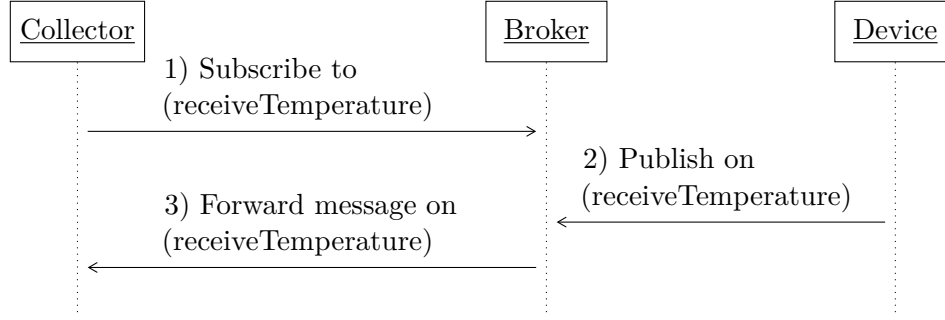 Collector
Broker
Device
1) Subscribe to
(receiveTemperature)
2) Publish on
(receiveTemperature)
3) Forward message on
(receiveTemperature)